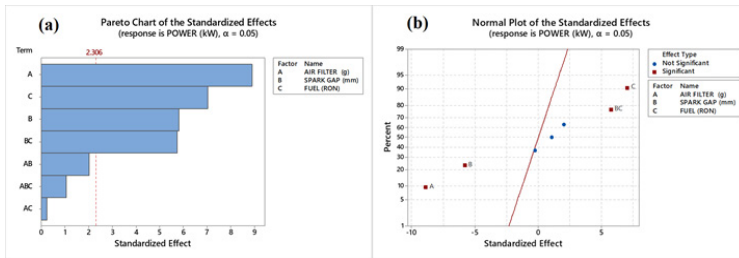 (a)
Pareto Chart of the Standardized Effects
(response is POWER (kW), α = 0.05)
Term
2.306
Factor Name
A AIR FILTER (g)
B SPARK GAP (mm)
C FUEL (RON)
A
C
B
BC
AB
ABC
AC
0 1 2 3 4 5 6 7 8 9
Standardized Effect
(b)
Normal Plot of the Standardized Effects
(response is POWER (kW), α = 0.05)
Effect Type
Not Significant
Significant
Factor Name
A AIR FILTER (g)
B SPARK GAP (mm)
C FUEL (RON)
Percent
99
95
90
80
70
60
50
40
30
20
10
5
1
C
BC
B
A
-10 -5 0 5
Standardized Effect